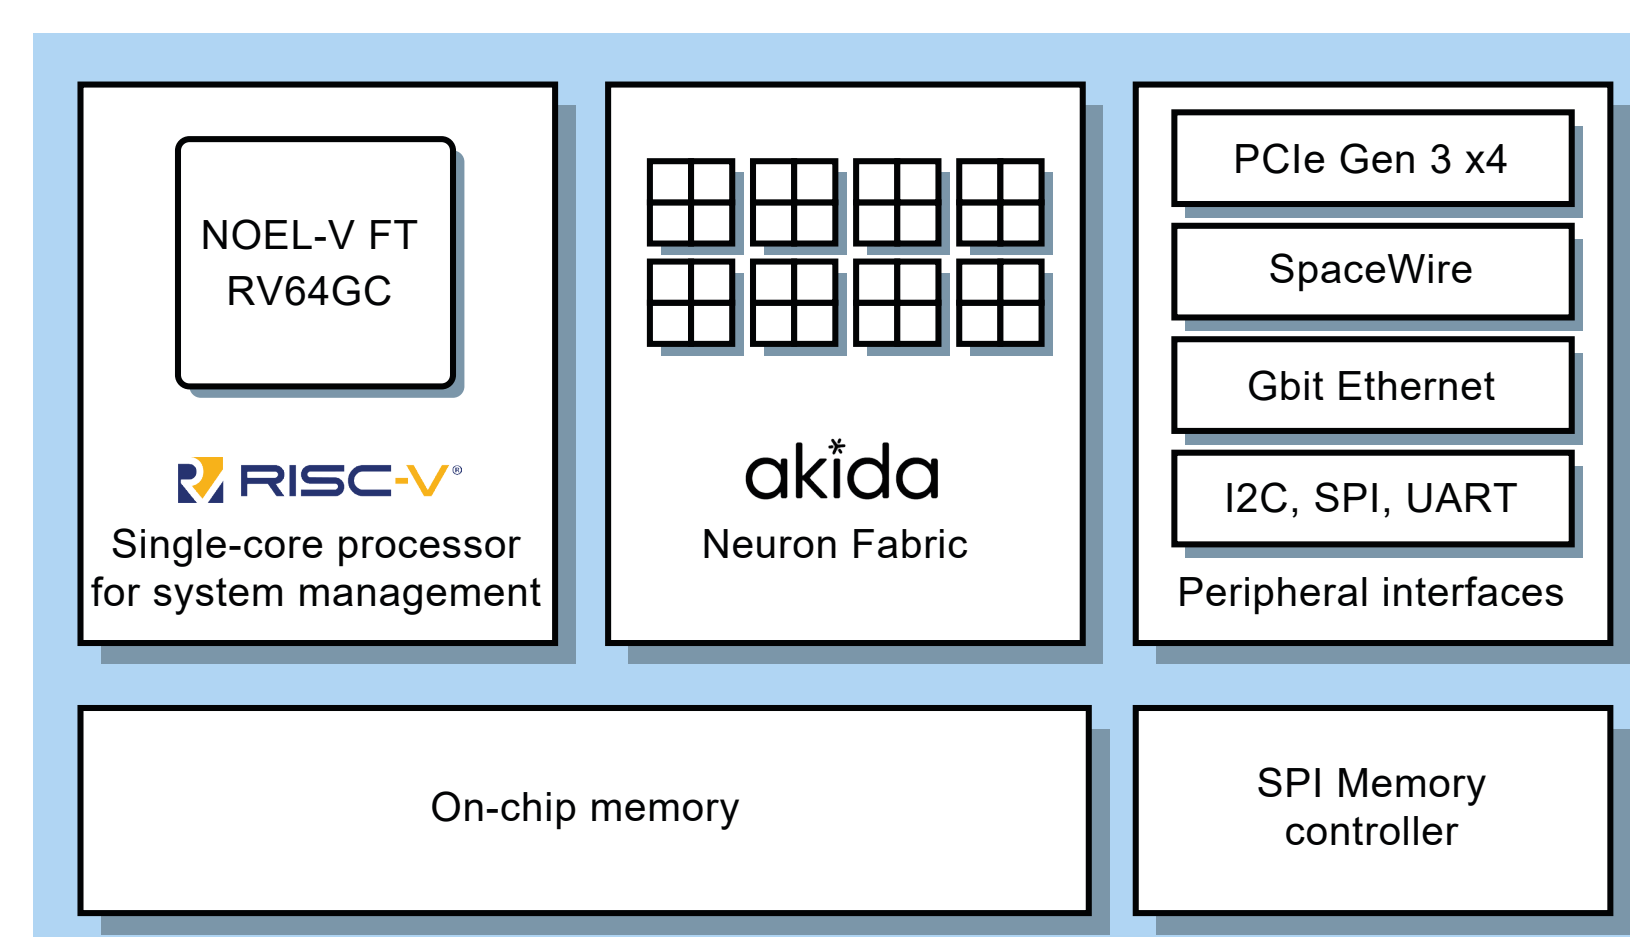 NOEL-V FT
RV64GC
RISC-V®
Single-core processor
for system management
akida
Neuron Fabric
PCIe Gen 3 x4
SpaceWire
Gbit Ethernet
I2C, SPI, UART
Peripheral interfaces
On-chip memory
SPI Memory
controller